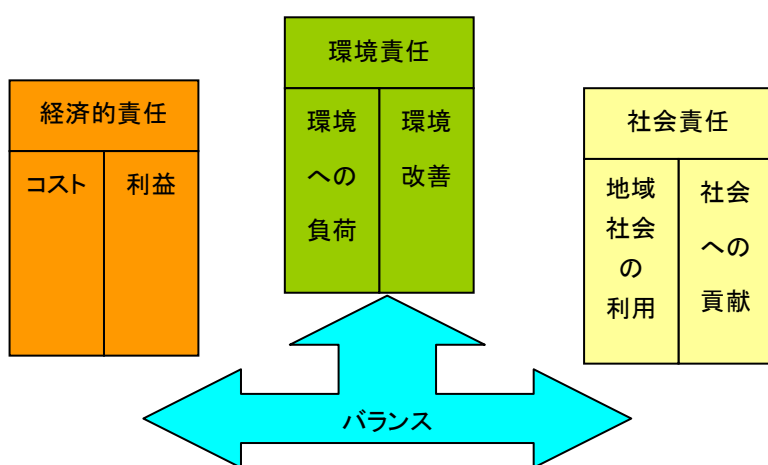 経済的責任
コスト
利益
環境責任
環境
への
負荷
環境
改善
社会責任
地域
社会
の
利用
社会
への
貢献
バランス